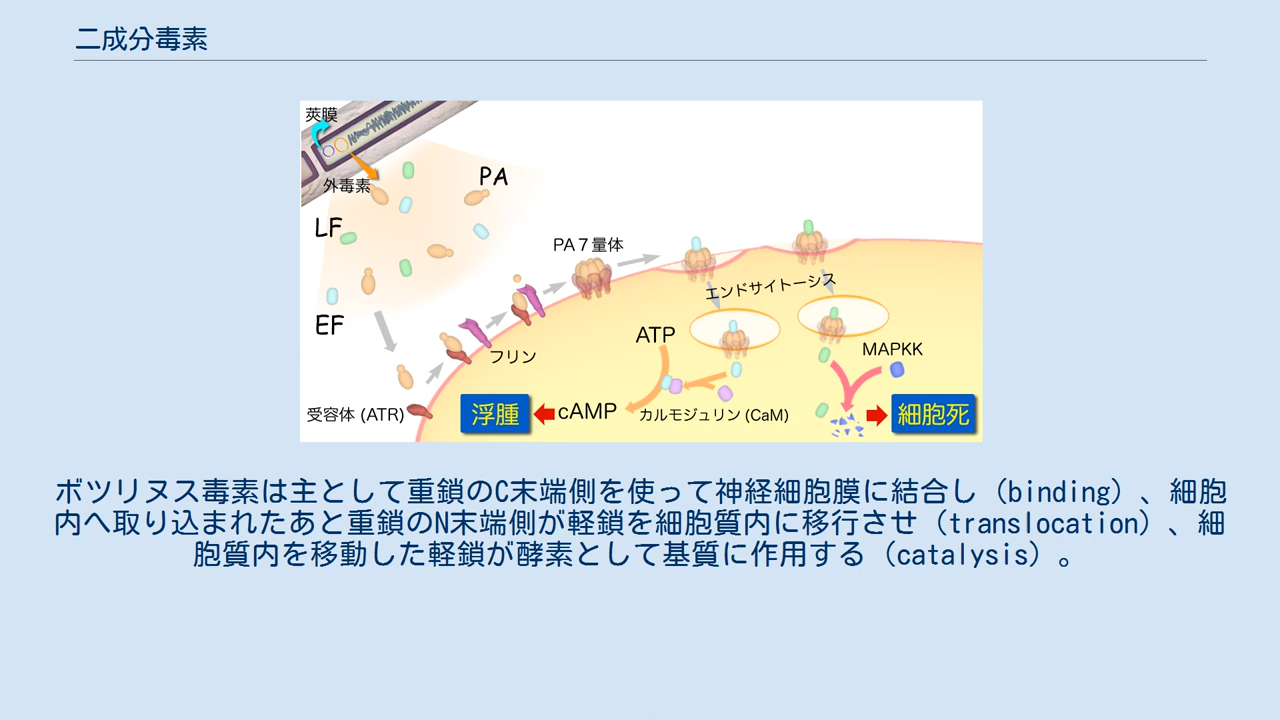 二成分毒素
莢膜
外毒素
PA
LF
EF
PA７量体
エンドサイトーシス
フリン
ATP
MAPKK
受容体 (ATR)
浮腫
cAMP
カルモジュリン (CaM)
細胞死
ボツリヌス毒素は主として重鎖のC末端側を使って神経細胞膜に結合し（binding）、細胞
内へ取り込まれたあと重鎖のN末端側が軽鎖を細胞質内に移行させ（translocation）、細
胞質内を移動した軽鎖が酵素として基質に作用する（catalysis）。